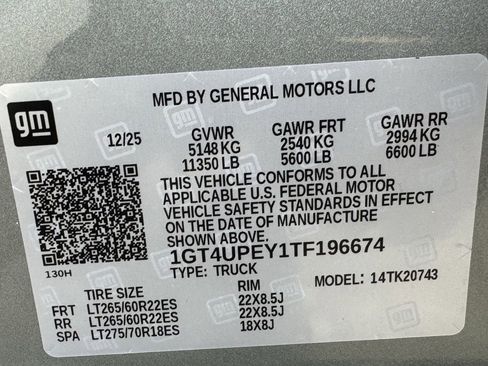 gm
MFD BY GENERAL MOTORS LLC
12/25 GVWR GAWR FRT GAWR RR
5148 KG 2540 KG 2994 KG
11350 LB 5600 LB 6600 LB
THIS VEHICLE CONFORMS TO ALL
APPLICABLE U.S. FEDERAL MOTOR
VEHICLE SAFETY STANDARDS IN EFFECT
ON THE DATE OF MANUFACTURE
SHOWN ABOVE.
1GT4UPEY1TF196674
130H
TYPE: TRUCK MODEL: 14TK20743
TIRE SIZE RIM
FRT LT265/60R22ES 22X8.5J
RR LT265/60R22ES 22X8.5J
SPA LT275/70R18ES 18X8J